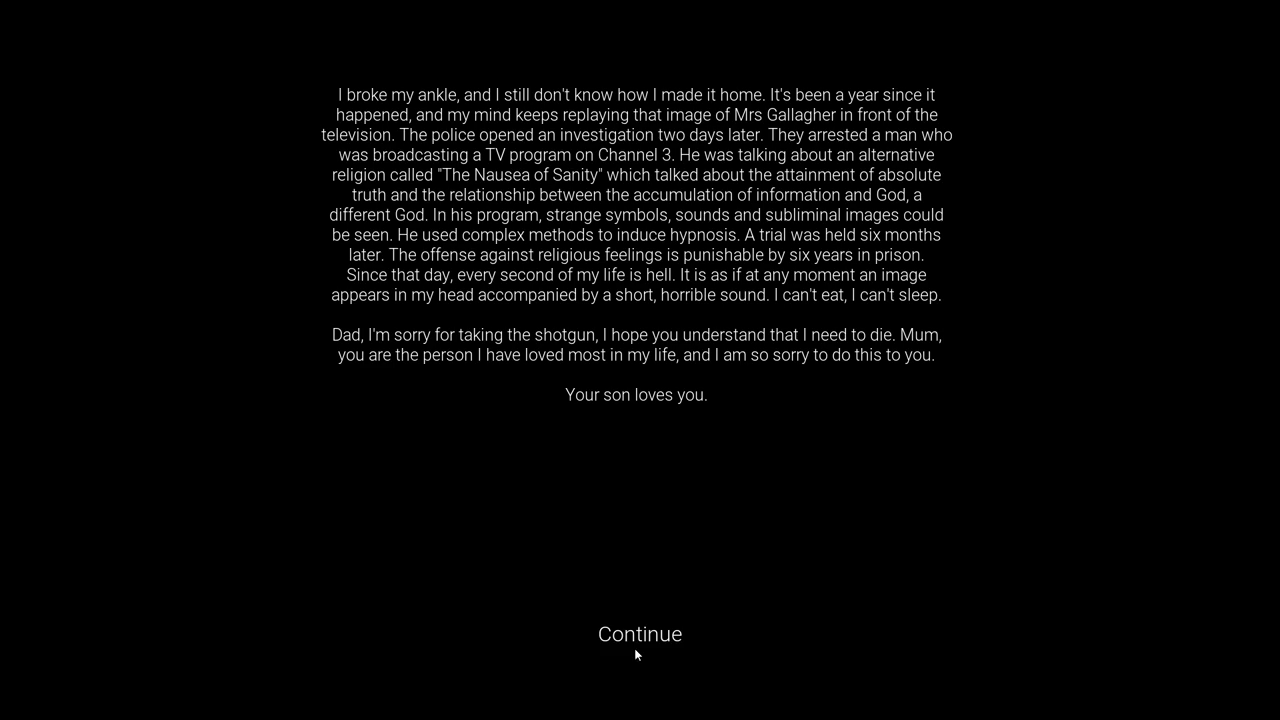 I broke my ankle, and I still don't know how I made it home. It's been a year since it
happened, and my mind keeps replaying that image of Mrs Gallagher in front of the
television. The police opened an investigation two days later. They arrested a man who
was broadcasting a TV program on Channel 3. He was talking about an alternative
religion called "The Nausea of Sanity" which talked about the attainment of absolute
truth and the relationship between the accumulation of information and God, a
different God. In his program, strange symbols, sounds and subliminal images could
be seen. He used complex methods to induce hypnosis. A trial was held six months
later. The offense against religious feelings is punishable by six years in prison.
Since that day, every second of my life is hell. It is as if at any moment an image
appears in my head accompanied by a short, horrible sound. I can't eat, I can't sleep.
Dad, I'm sorry for taking the shotgun, I hope you understand that I need to die. Mum,
you are the person I have loved most in my life, and I am so sorry to do this to you.
Your son loves you.
Continue